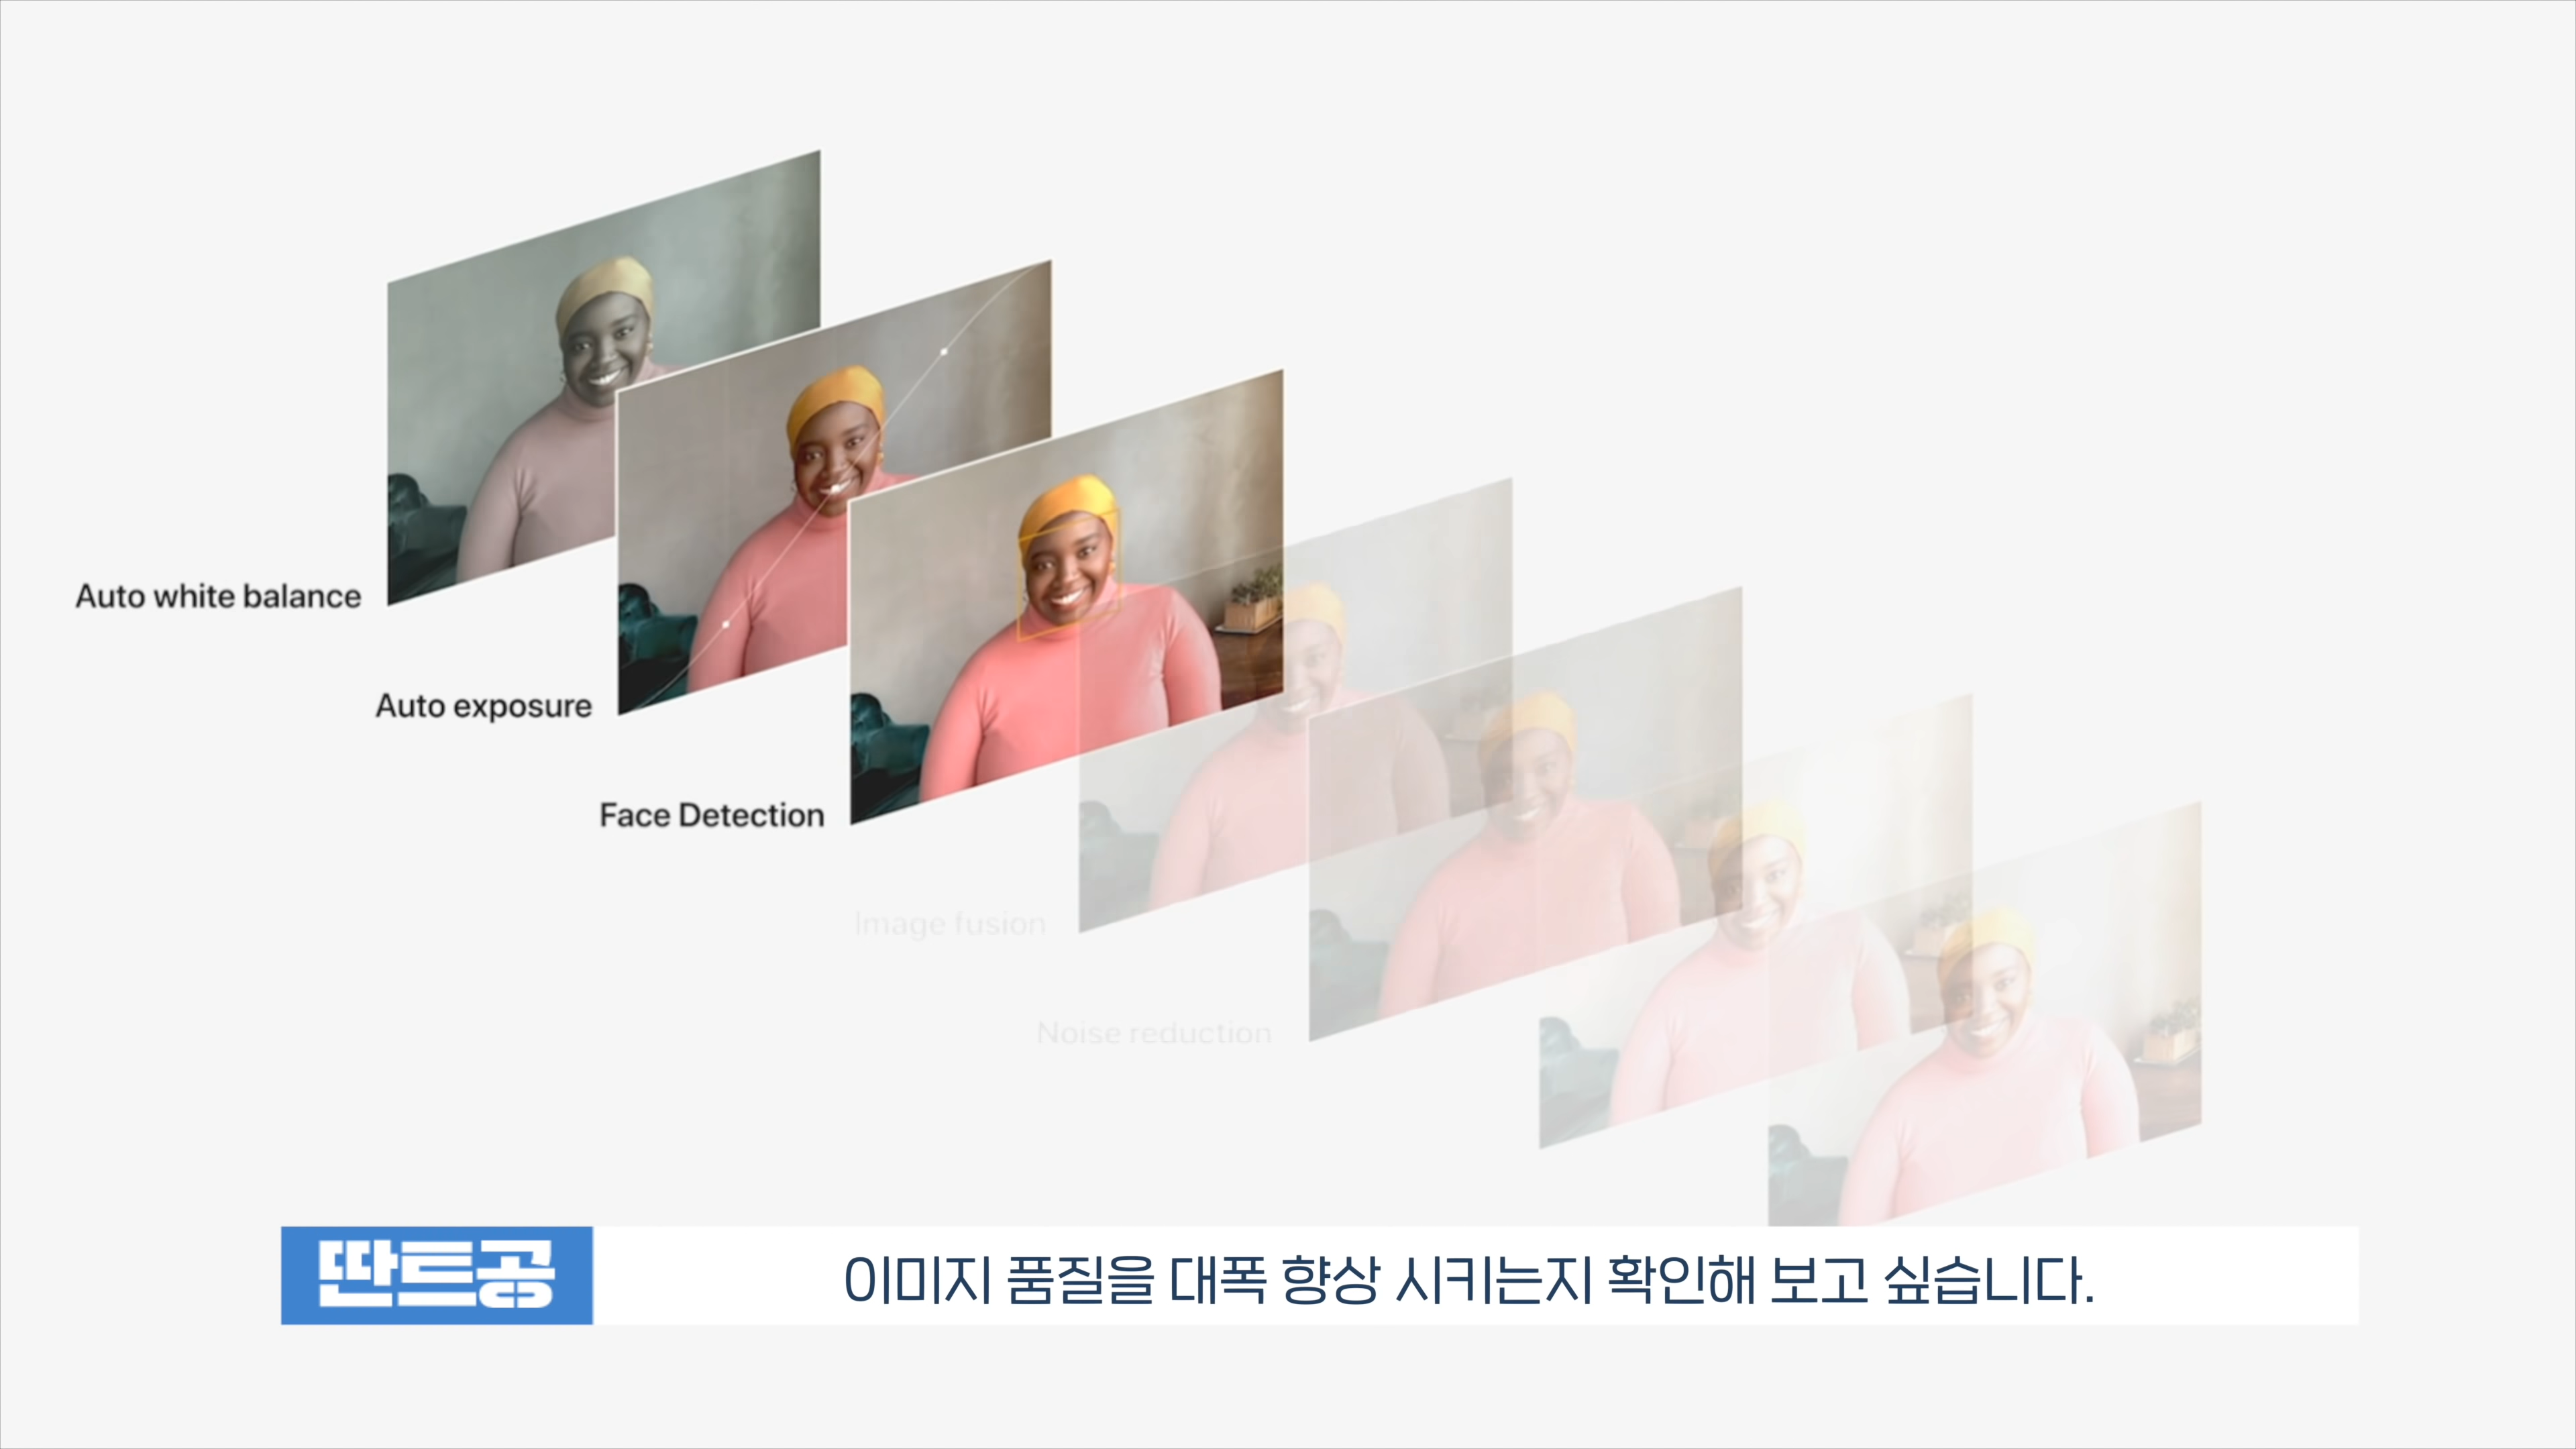 Auto white balance
Auto exposure
Face Detection
Image fusion
Noise reduction
딴트공
이미지 품질을 대폭 향상 시키는지 확인해 보고 싶습니다.